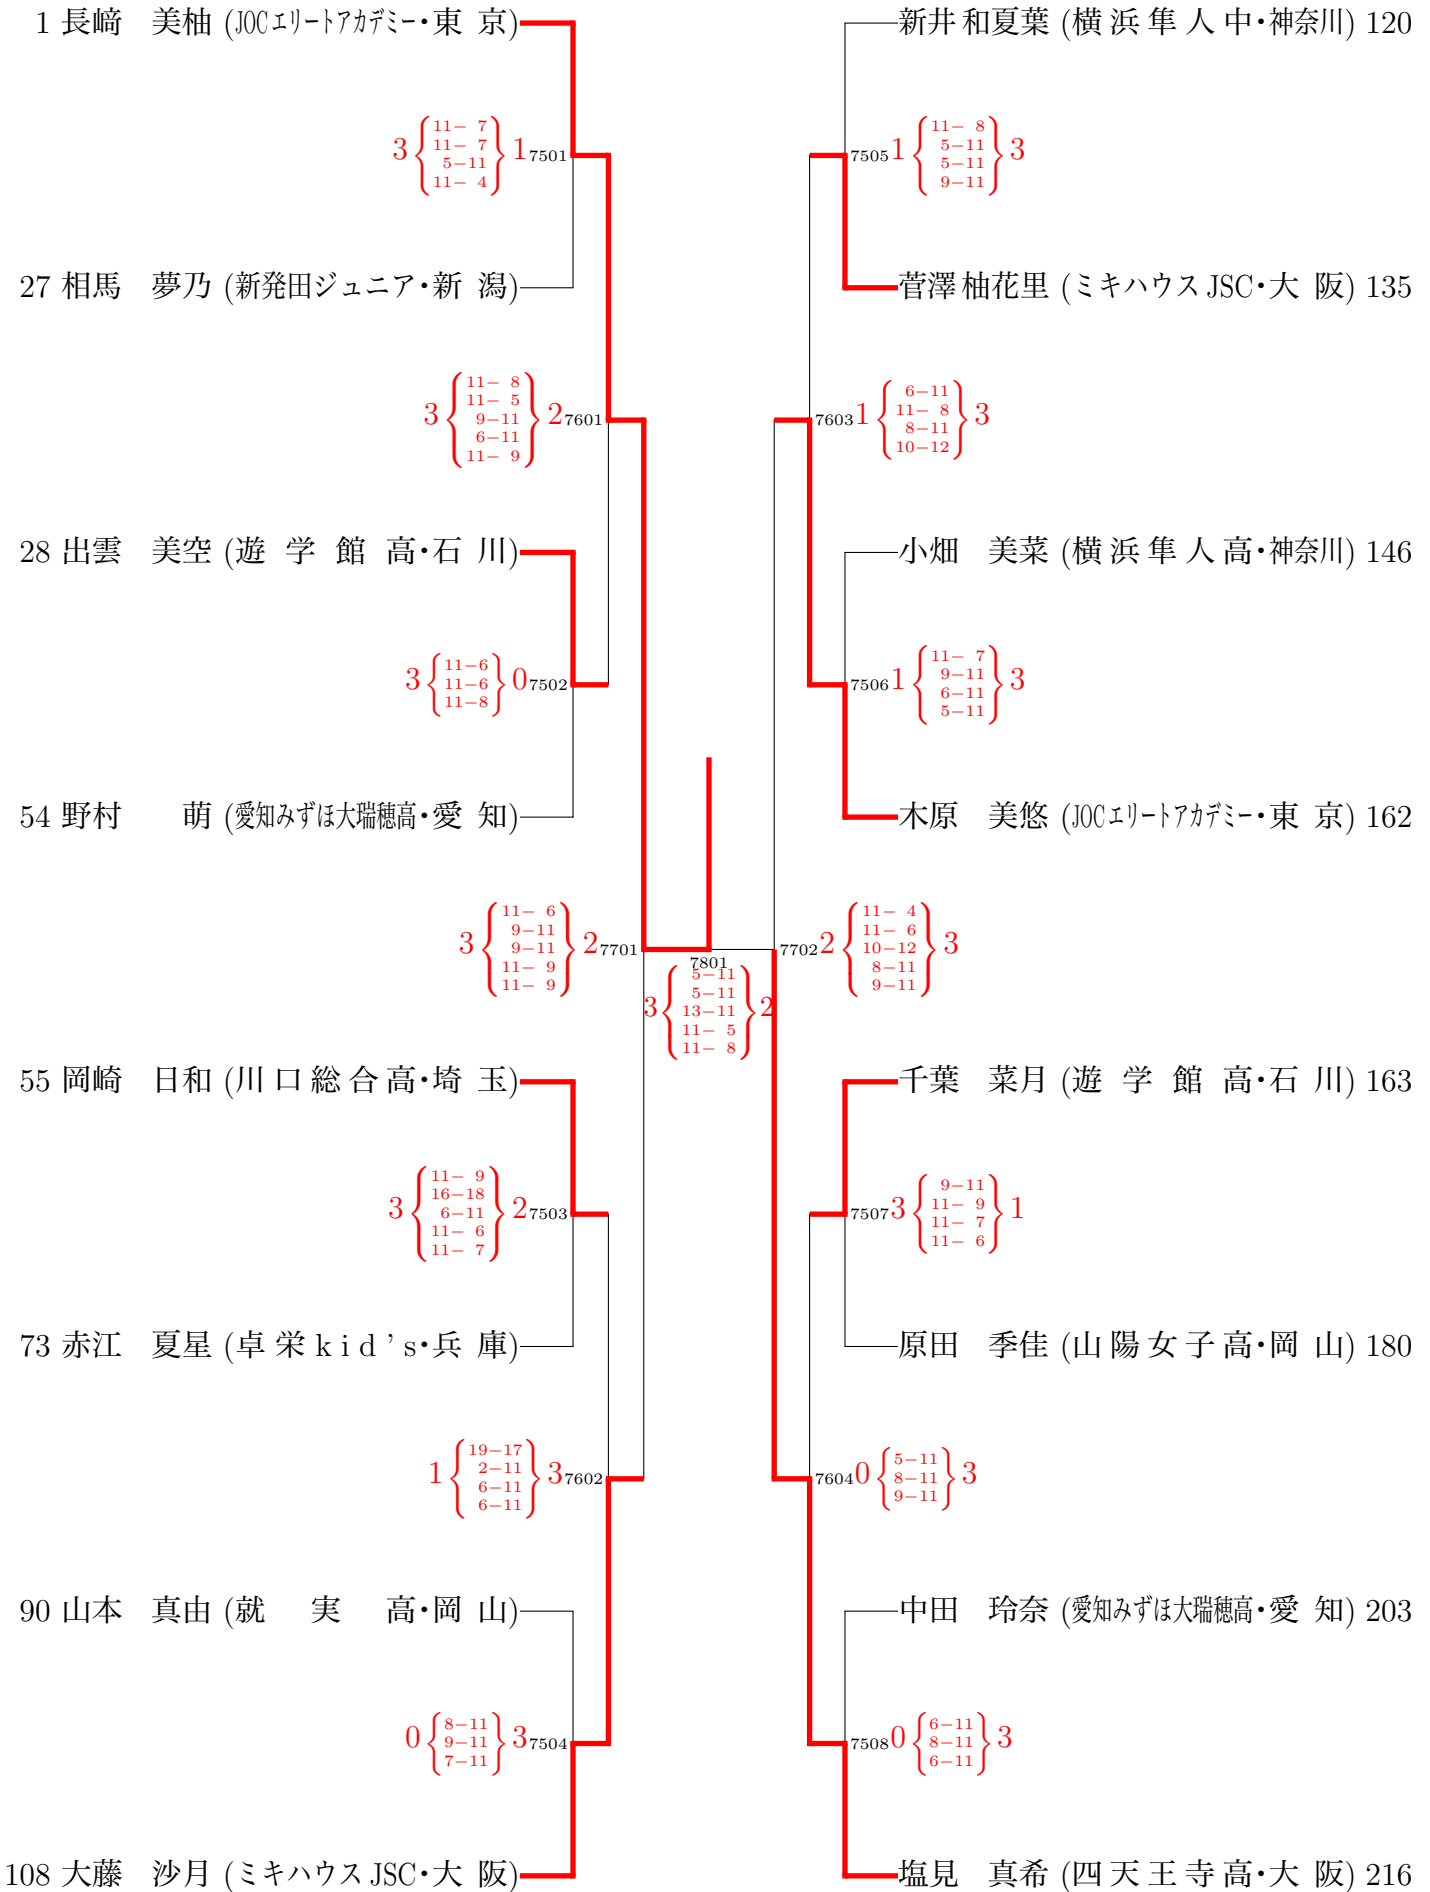 1 長﨑 美柚 (JOCエリートアカデミー・東 京)
3 11− 7 11− 7 5−11 11− 4 1 7501
27 相馬 夢乃 (新発田ジュニア・新 潟)
3 11− 8 11− 5 9−11 6−11 11− 9 2 7601
28 出雲 美空 (遊 学 館 高・石 川)
3 11−6 11−6 11−8 0 7502
54 野村 萌 (愛知みずほ大瑞穂高・愛 知)
3 11− 6 9−11 9−11 11− 9 11− 9 2 7701
55 岡崎 日和 (川口総合高・埼 玉)
3 11− 9 16−18 6−11 11− 6 11− 7 2 7503
73 赤江 夏星 (卓栄kid's・兵 庫)
1 19−17 2−11 6−11 6−11 3 7602
90 山本 真由 (就 実 高・岡 山)
0 8−11 9−11 7−11 3 7504
108 大藤 沙月 (ミキハウスJSC・大 阪)
7801
3 5−11 5−11 13−11 11− 5 11− 8 2
新井和夏葉 (横浜隼人中・神奈川) 120
7505 1 11− 8 5−11 5−11 9−11 3
菅澤柚花里 (ミキハウスJSC・大 阪) 135
7603 1 6−11 11− 8 8−11 10−12 3
小畑 美菜 (横浜隼人高・神奈川) 146
7506 1 11− 7 9−11 6−11 5−11 3
木原 美悠 (JOCエリートアカデミー・東 京) 162
7702 2 11− 4 11− 6 10−12 8−11 9−11 3
千葉 菜月 (遊 学 館 高・石 川) 163
7507 3 9−11 11− 9 11− 7 11− 6 1
原田 季佳 (山陽女子高・岡 山) 180
7604 0 5−11 8−11 9−11 3
中田 玲奈 (愛知みずほ大瑞穂高・愛 知) 203
7508 0 6−11 8−11 6−11 3
塩見 真希 (四天王寺高・大 阪) 216